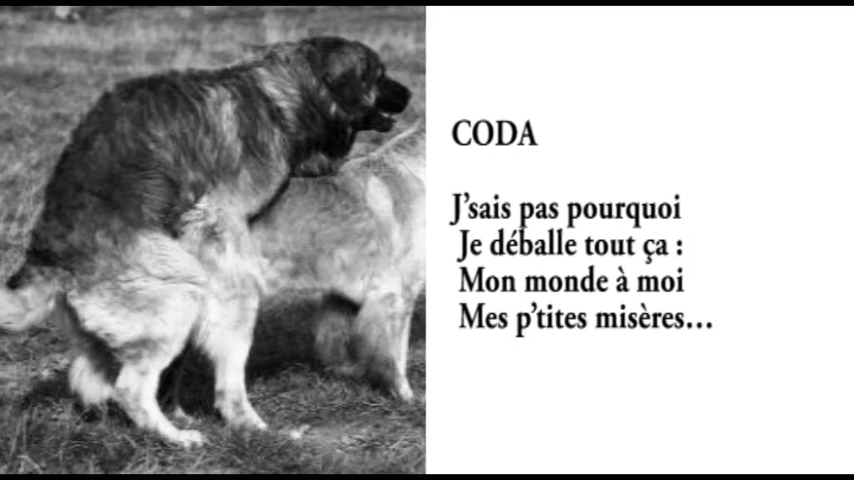 CODA
J'sais pas pourquoi
Je déballe tout ça :
Mon monde à moi
Mes p'tites misères...